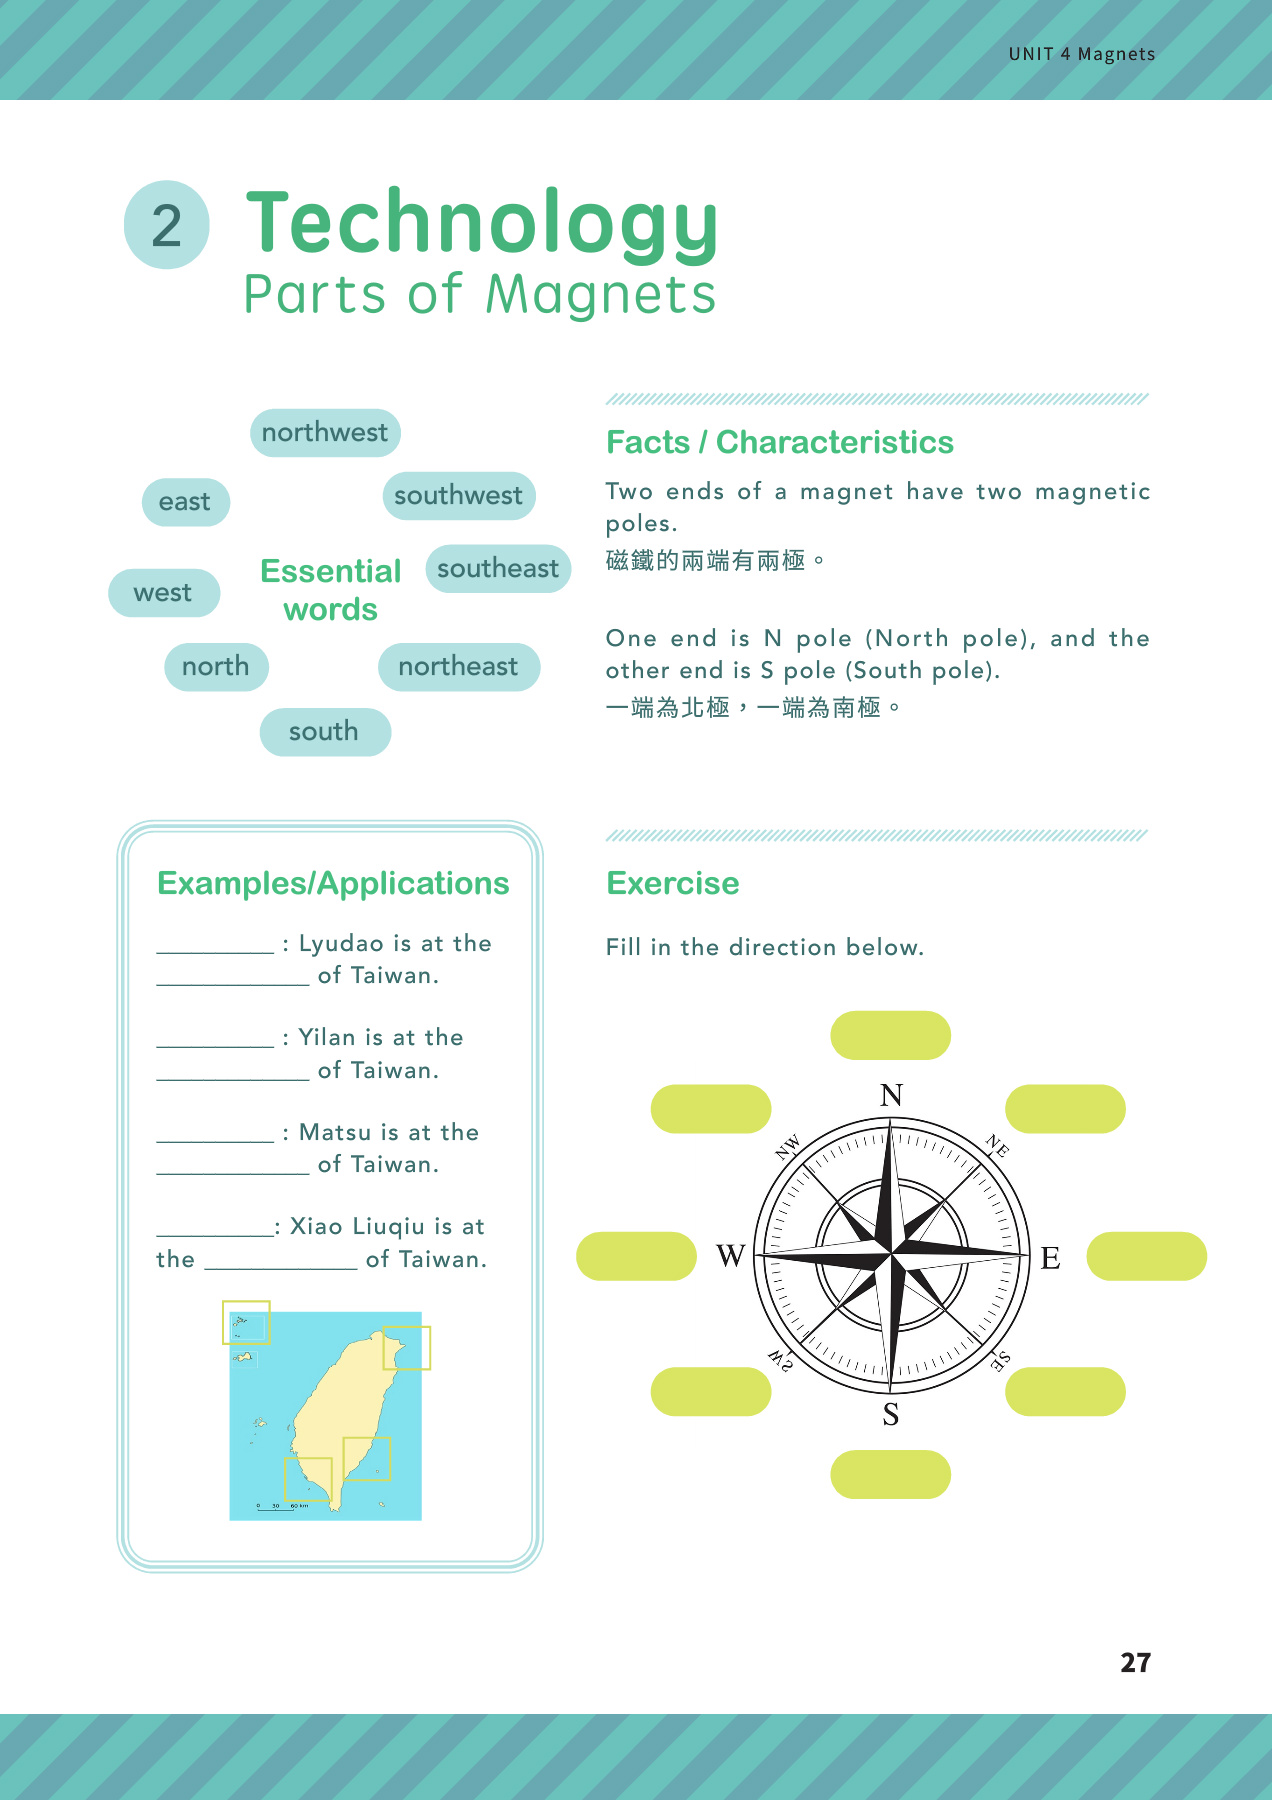 UNIT 4 Magnets
2
Technology
Parts of Magnets
northwest
east
southwest
Essential
words
southeast
west
north
northeast
south
Facts / Characteristics
Two ends of a magnet have two magnetic
poles.
磁鐵的兩端有兩極。
One end is N pole (North pole), and the
other end is S pole (South pole).
一端為北極，一端為南極。
Examples/Applications
__________ : Lyudao is at the
_____________ of Taiwan.
__________ : Yilan is at the
_____________ of Taiwan.
__________ : Matsu is at the
_____________ of Taiwan.
__________: Xiao Liuqiu is at
the _____________ of Taiwan.
0 30 60 km
Exercise
Fill in the direction below.
N
NW
NE
W
E
SW
SE
S
27